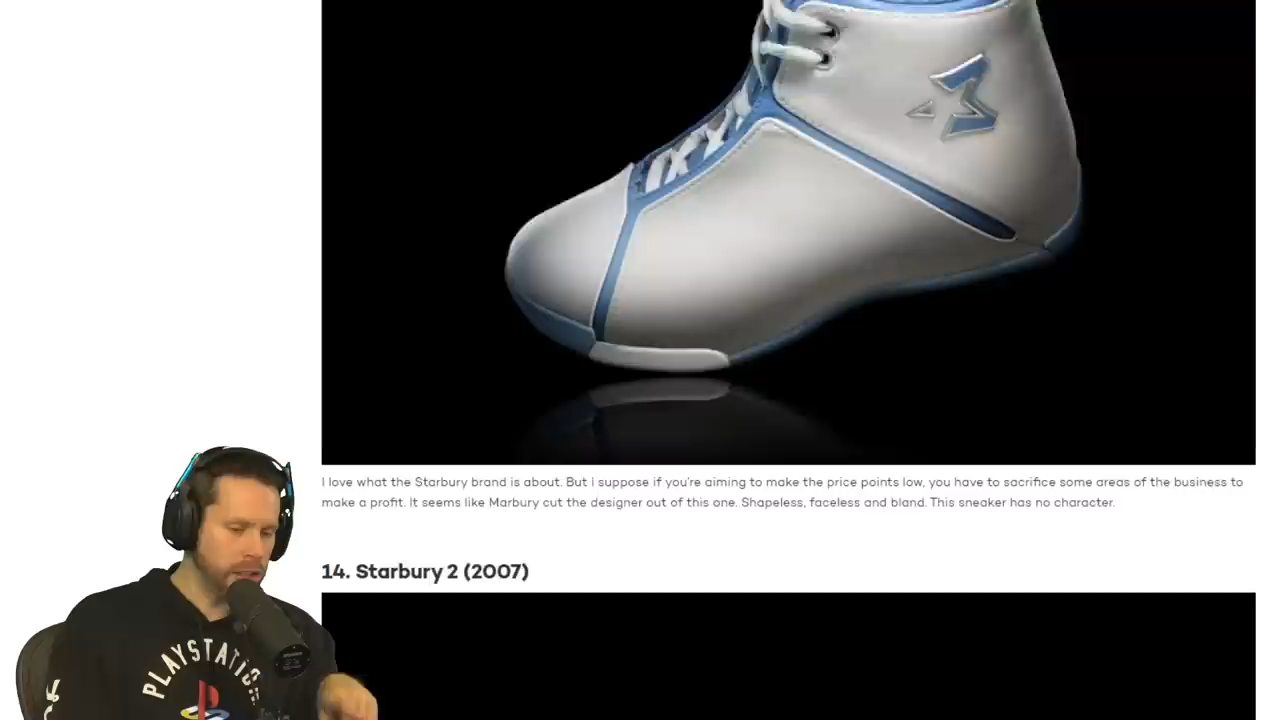 I love what the Starbury brand is about. But I suppose if you're aiming to make the price points low, you have to sacrifice some areas of the business to
make a profit. It seems like Marbury cut the designer out of this one. Shapeless, faceless and bland. This sneaker has no character.
14. Starbury 2 (2007)
PLAYSTATION